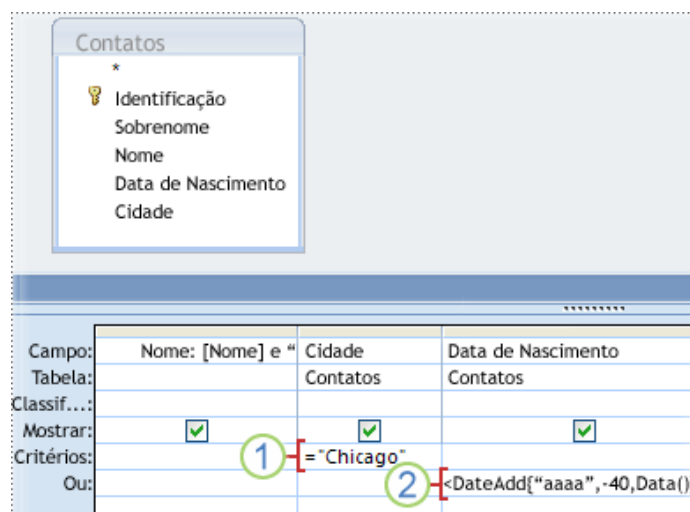 Contatos
*
Identificação
Sobrenome
Nome
Data de Nascimento
Cidade
Campo: Nome: [Nome] e “ Cidade Data de Nascimento
Tabela: Contatos Contatos
Classif...:
Mostrar:
Critérios: 1 ="Chicago"
Ou: 2 <DateAdd{“aaaa”,-40,Data()